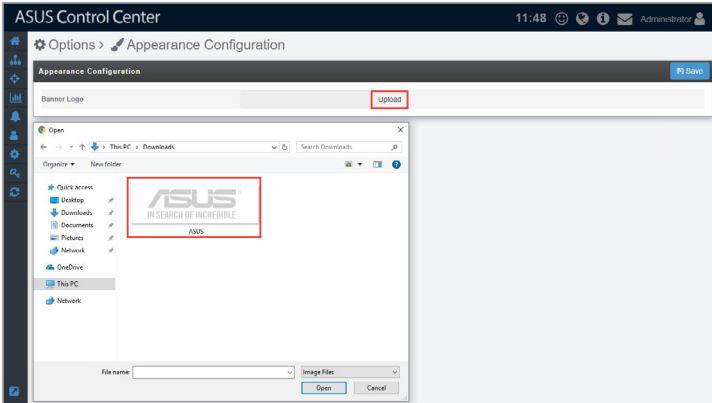 ASUS Control Center
11:48
Administrator
Options > Appearance Configuration
Appearance Configuration
Save
Banner Logo
Upload
Open
This PC > Downloads
Search Downloads
Organize
New folder
Quick access
Desktop
Downloads
Documents
Pictures
Network
OneDrive
This PC
Network
ASUS
IN SEARCH OF INCREDIBLE
ASUS
File name:
Image Files
Open
Cancel